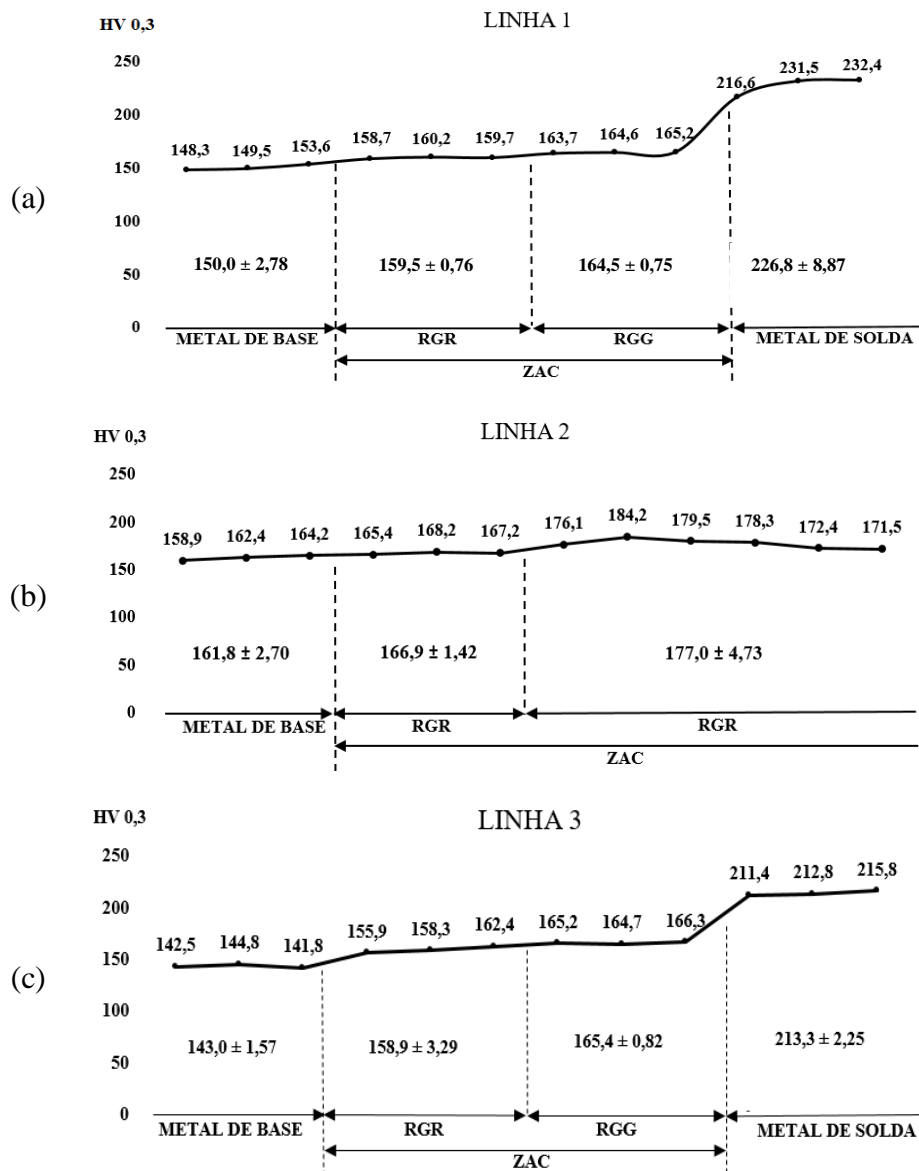 HV 0,3
LINHA 1
250
216,6 231,5 232,4
200
148,3 149,5 153,6 158,7 160,2 159,7 163,7 164,6 165,2
150
(a)
100
150,0 ± 2,78 159,5 ± 0,76 164,5 ± 0,75 226,8 ± 8,87
50
0
METAL DE BASE RGR RGG METAL DE SOLDA
ZAC
HV 0,3
LINHA 2
250
200
158,9 162,4 164,2 165,4 168,2 167,2 176,1 184,2 179,5 178,3 172,4 171,5
150
(b)
100
161,8 ± 2,70 166,9 ± 1,42 177,0 ± 4,73
50
0
METAL DE BASE RGR RGR
ZAC
HV 0,3
LINHA 3
250
211,4 212,8 215,8
200
142,5 144,8 141,8 155,9 158,3 162,4 165,2 164,7 166,3
150
(c)
100
143,0 ± 1,57 158,9 ± 3,29 165,4 ± 0,82 213,3 ± 2,25
50
0
METAL DE BASE RGR RGG METAL DE SOLDA
ZAC